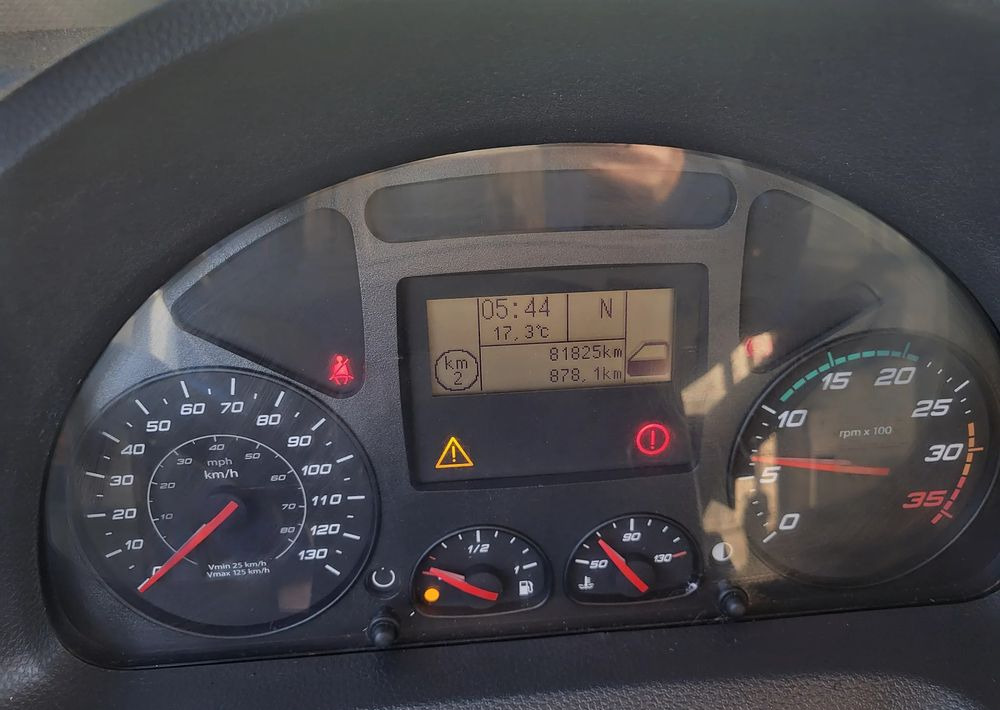 05:44 N
17,3°C
81825km
km 2
878,1km
0 10 20 30 40 50 60 70 80 90 100 110 120 130
10 20 30 40 50 60 70 80
mph
km/h
Vmin 25 km/h
Vmax 125 km/h
1/2 1
50 90 130
0 5 10 15 20 25 30 35
rpm x 100